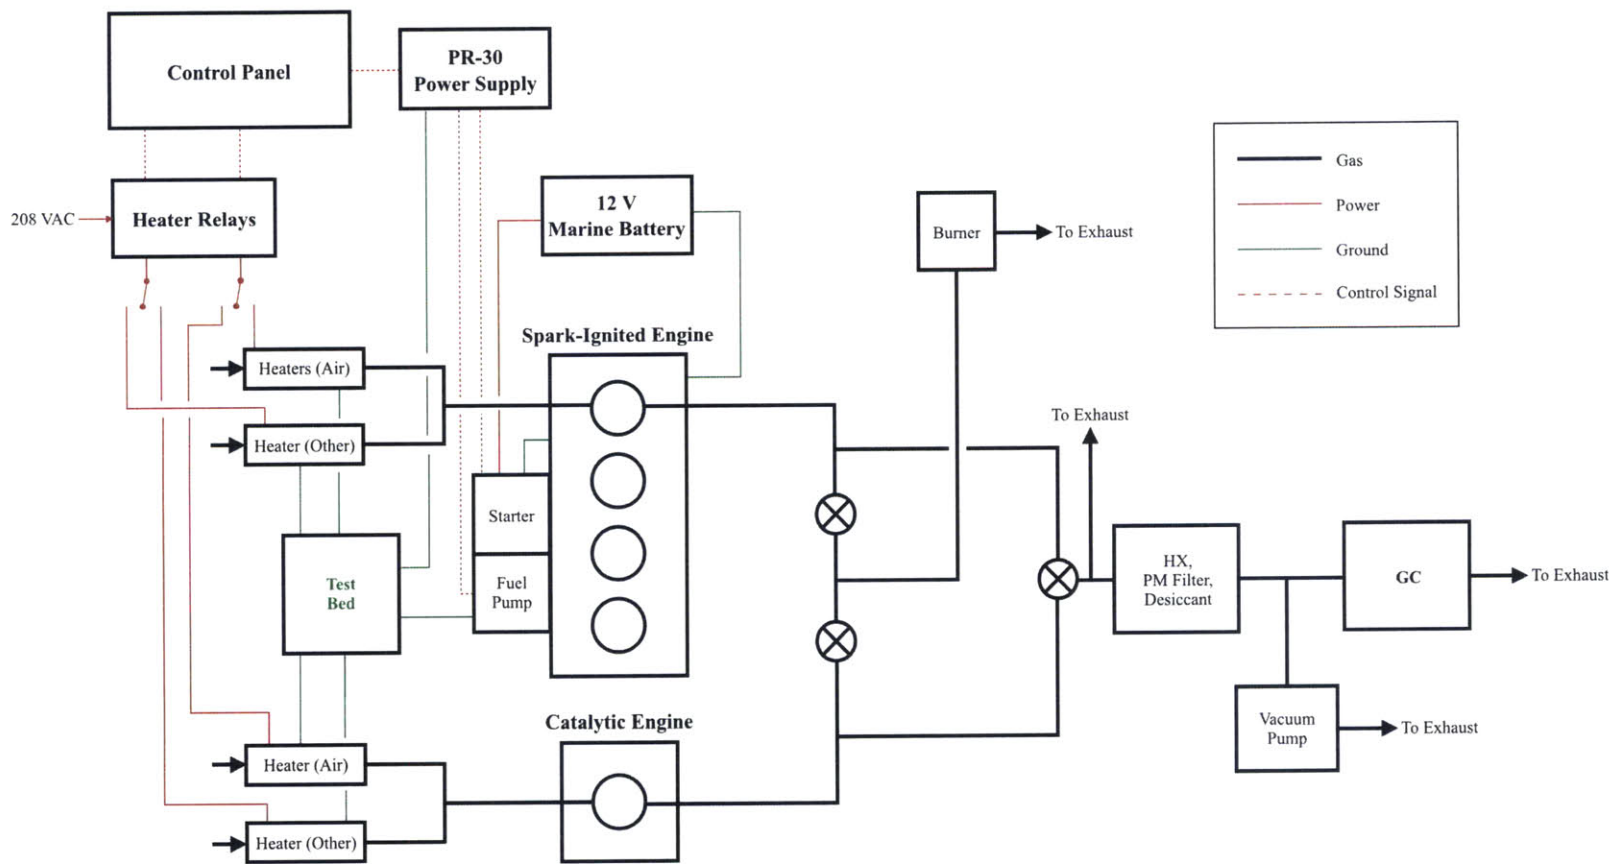 Control Panel
PR-30
Power Supply
Gas
Power
Ground
Control Signal
208 VAC
Heater Relays
12 V
Marine Battery
Burner
To Exhaust
Spark-Ignited Engine
Heaters (Air)
Heater (Other)
To Exhaust
Starter
Fuel
Pump
Test
Bed
HX,
PM Filter,
Desiccant
GC
To Exhaust
Catalytic Engine
Vacuum
Pump
To Exhaust
Heater (Air)
Heater (Other)